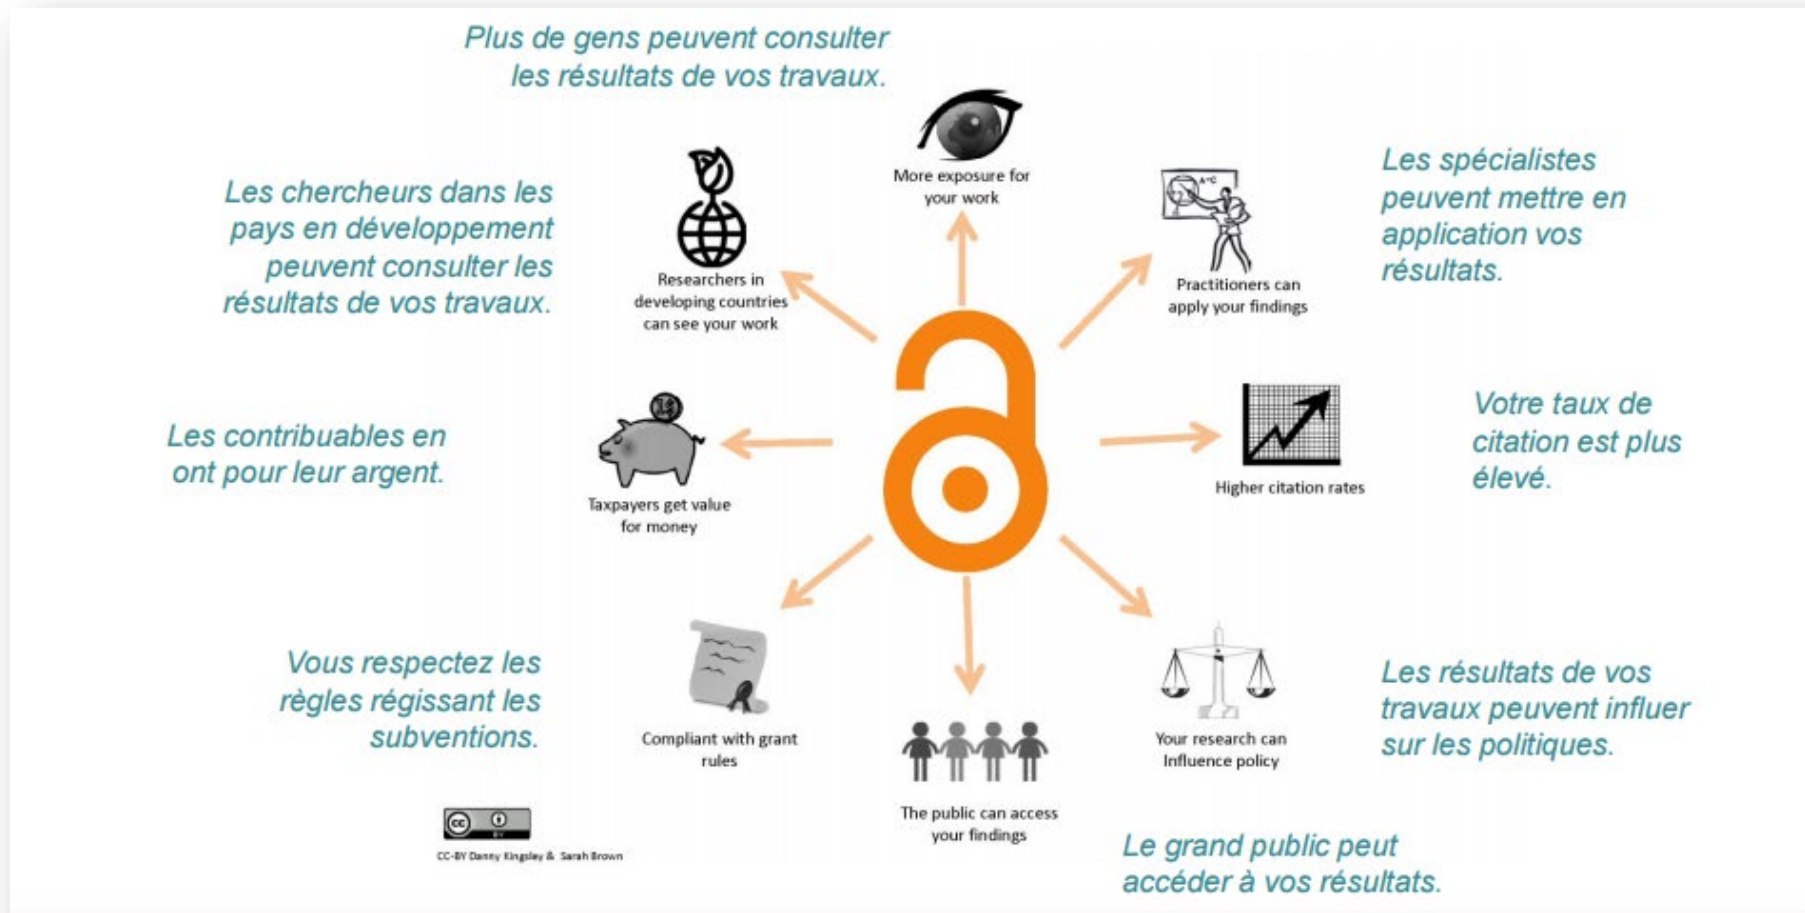 Plus de gens peuvent consulter
les résultats de vos travaux.
More exposure for
your work
Les chercheurs dans les
pays en développement
peuvent consulter les
résultats de vos travaux.
Researchers in
developing countries
can see your work
A=C
Practitioners can
apply your findings
Les spécialistes
peuvent mettre en
application vos
résultats.
Les contribuables en
ont pour leur argent.
Taxpayers get value
for money
Higher citation rates
Votre taux de
citation est plus
élevé.
Vous respectez les
règles régissant les
subventions.
Compliant with grant
rules
The public can access
your findings
Le grand public peut
accéder à vos résultats.
Your research can
Influence policy
Les résultats de vos
travaux peuvent influer
sur les politiques.
cc
BY
CC-BY Danny Kingsley & Sarah Brown